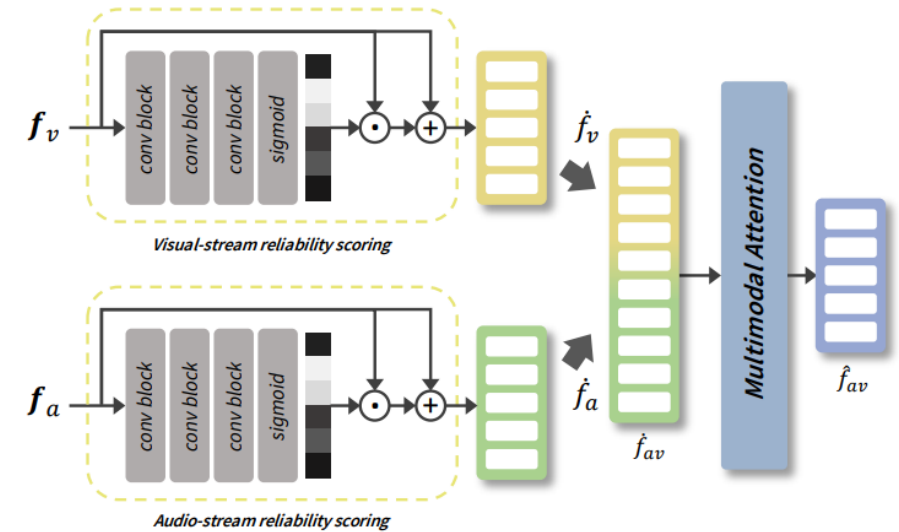 f_v
conv block
conv block
conv block
sigmoid
·
+
Visual-stream reliability scoring
f_a
conv block
conv block
conv block
sigmoid
·
+
Audio-stream reliability scoring
ḟ_v
ḟ_a
ḟ_av
Multimodal Attention
f̂_av